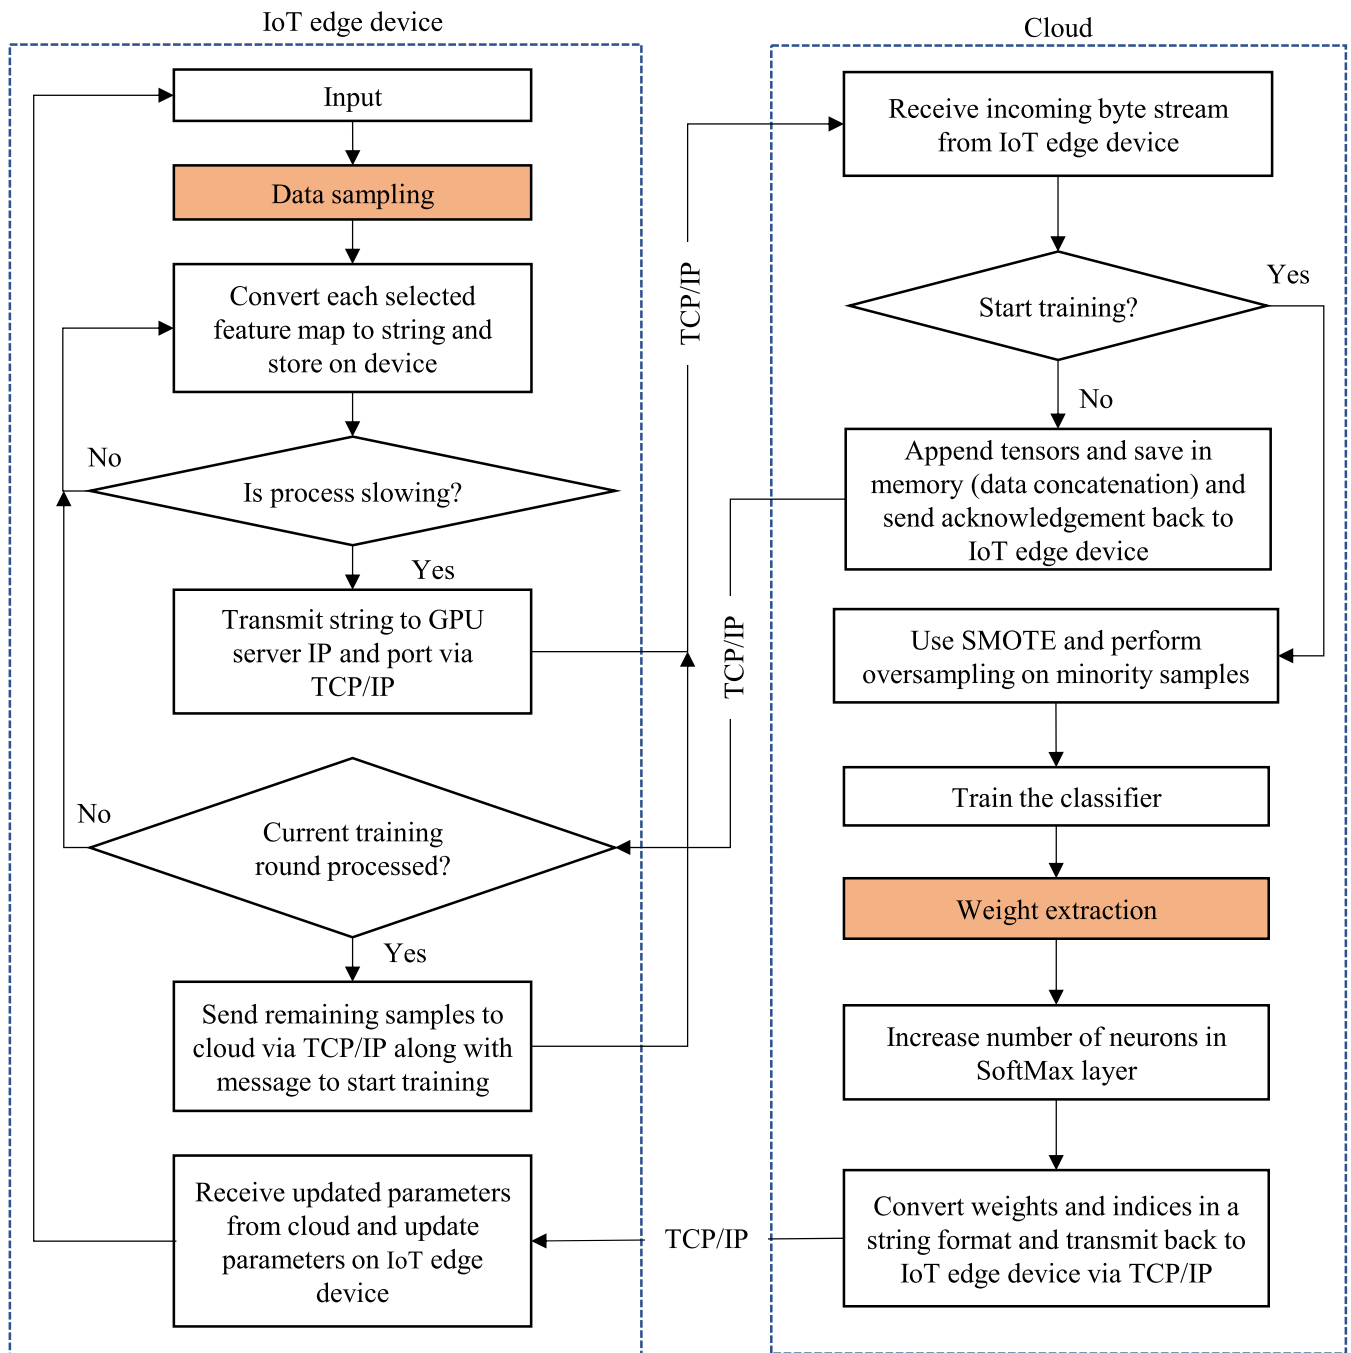 IoT edge device
Input
Data sampling
Convert each selected
feature map to string and
store on device
No
Is process slowing?
Yes
Transmit string to GPU
server IP and port via
TCP/IP
No
Current training
round processed?
Yes
Send remaining samples to
cloud via TCP/IP along with
message to start training
Receive updated parameters
from cloud and update
parameters on IoT edge
device
TCP/IP
TCP/IP
TCP/IP
Cloud
Receive incoming byte stream
from IoT edge device
Yes
Start training?
No
Append tensors and save in
memory (data concatenation) and
send acknowledgement back to
IoT edge device
Use SMOTE and perform
oversampling on minority samples
Train the classifier
Weight extraction
Increase number of neurons in
SoftMax layer
Convert weights and indices in a
string format and transmit back to
IoT edge device via TCP/IP